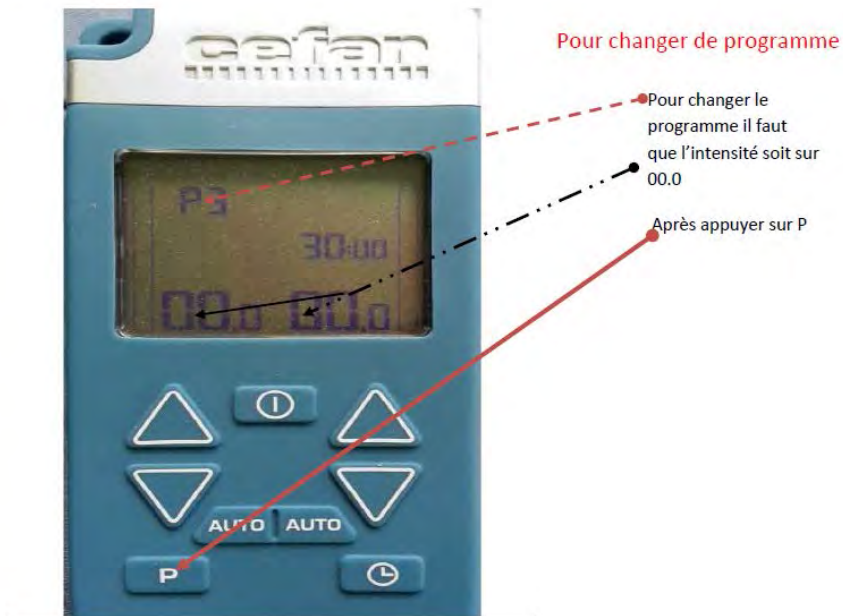 cefar
Pour changer de programme
Pour changer le
programme il faut
que l'intensité soit sur
00.0
Après appuyer sur P
P3
30:00
00.0 00.0
AUTO AUTO
P